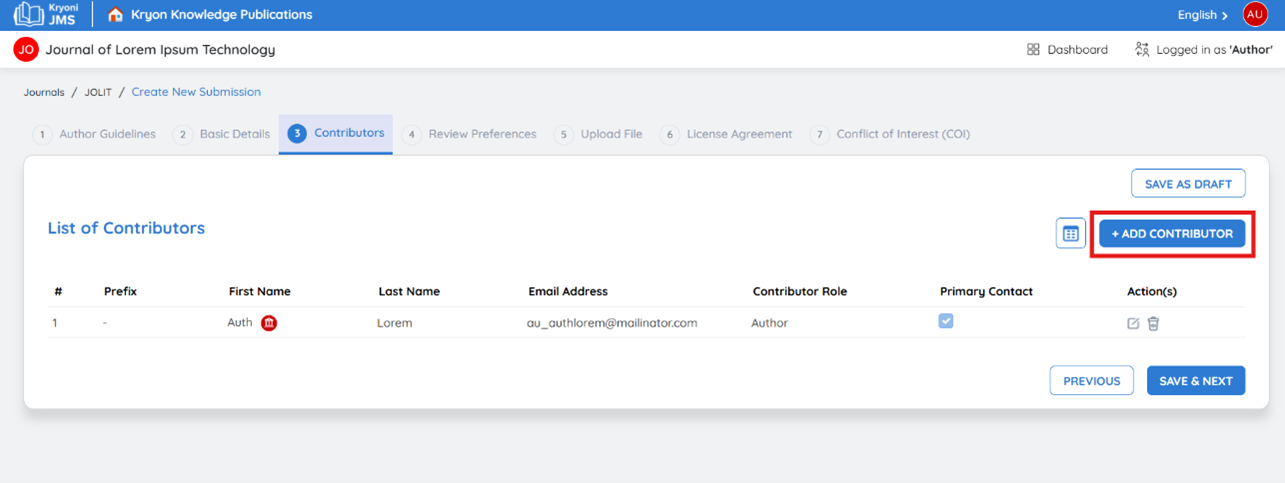 Kryoni
JMS
Kryon Knowledge Publications
English
AU
JO
Journal of Lorem Ipsum Technology
Dashboard
Logged in as 'Author'
Journals / JOLIT / Create New Submission
1 Author Guidelines
2 Basic Details
3 Contributors
4 Review Preferences
5 Upload File
6 License Agreement
7 Conflict of Interest (COI)
SAVE AS DRAFT
List of Contributors
+ ADD CONTRIBUTOR
# Prefix First Name Last Name Email Address Contributor Role Primary Contact Action(s)
1 - Auth Lorem au_authlorem@mailinator.com Author
PREVIOUS
SAVE & NEXT